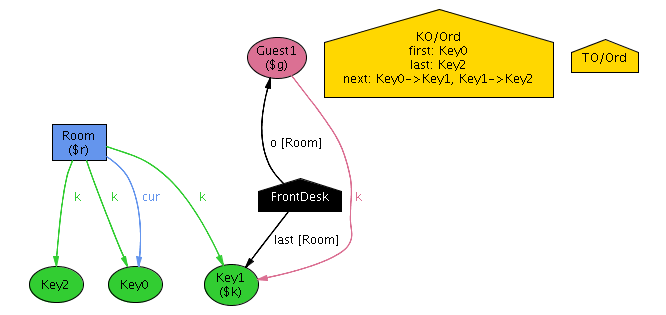 Guest1
($g)
KO/Ord
first: Key0
last: Key2
next: Key0->Key1, Key1->Key2
TO/Ord
Room
($r)
o [Room]
k
k
cur
k
FrontDesk
k
last [Room]
Key2
Key0
Key1
($k)